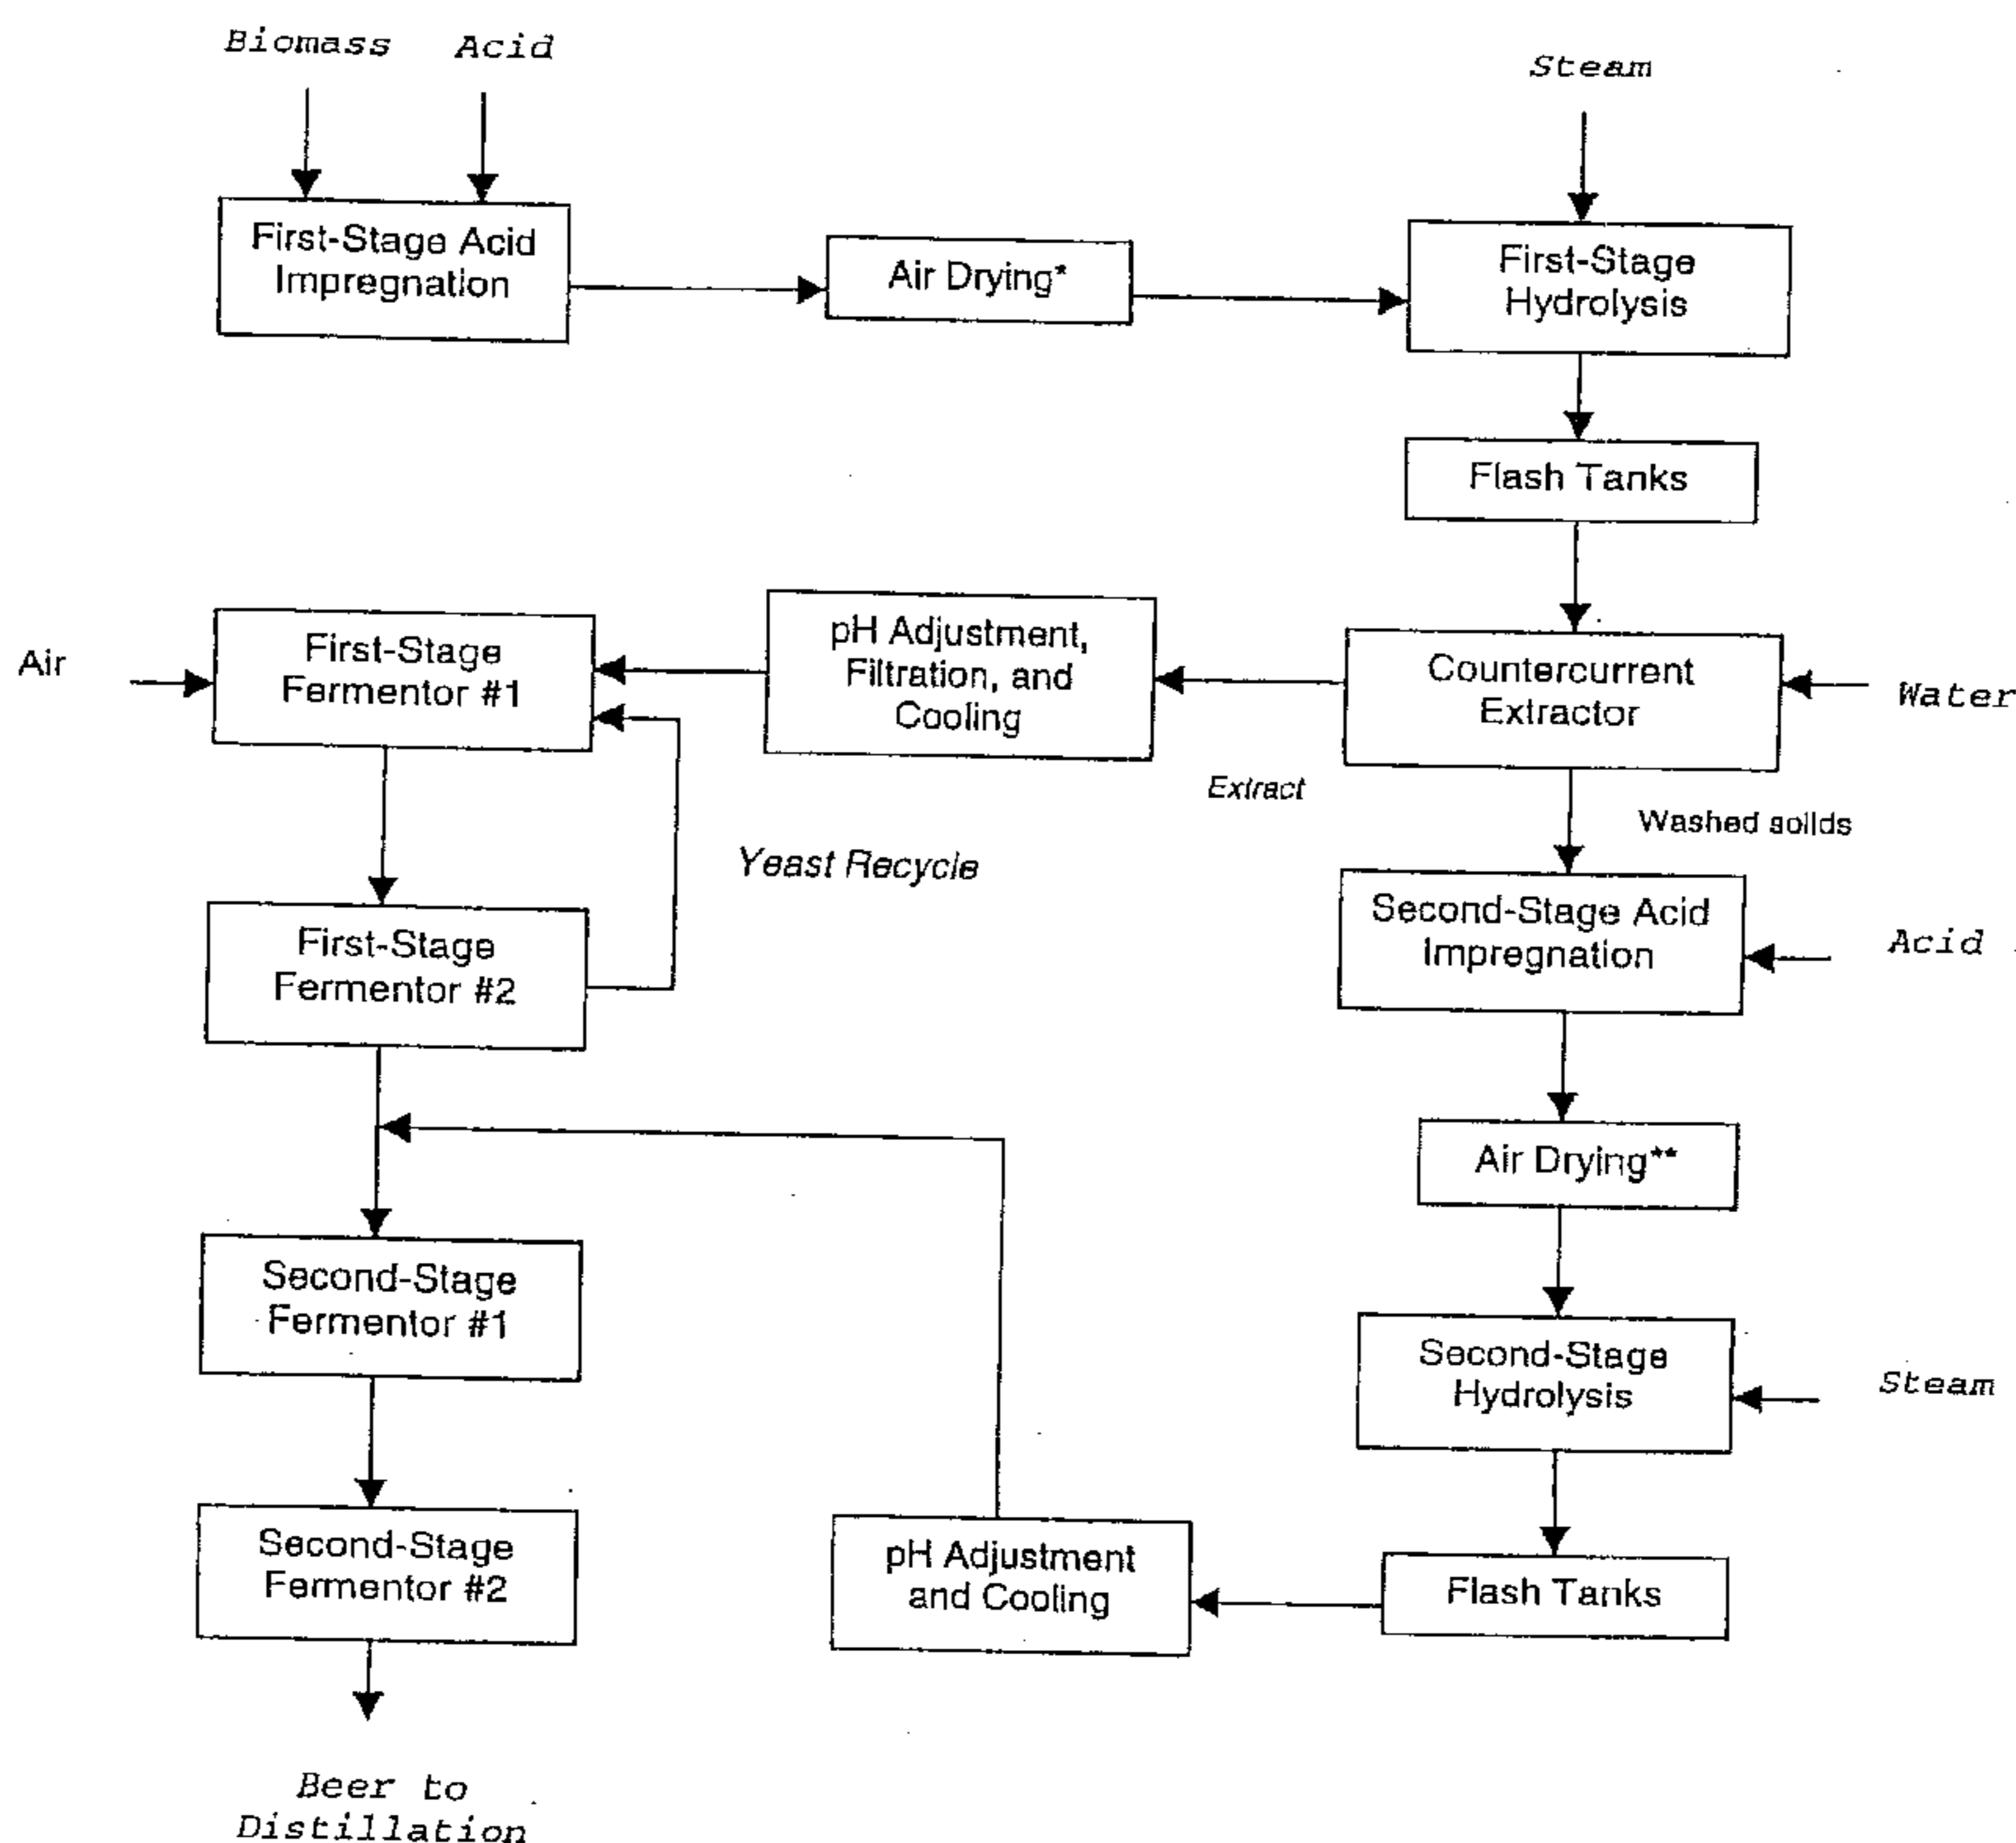 Biomass
Acid
Steam
First-Stage Acid
Impregnation
Air Drying*
First-Stage
Hydrolysis
Flash Tanks
Air
First-Stage
Fermentor #1
pH Adjustment,
Filtration, and
Cooling
Countercurrent
Extractor
Water
Extract
Washed solids
Yeast Recycle
First-Stage
Fermentor #2
Second-Stage Acid
Impregnation
Acid
Air Drying**
Second-Stage
Fermentor #1
Second-Stage
Hydrolysis
Steam
Second-Stage
Fermentor #2
pH Adjustment
and Cooling
Flash Tanks
Beer to
Distillation